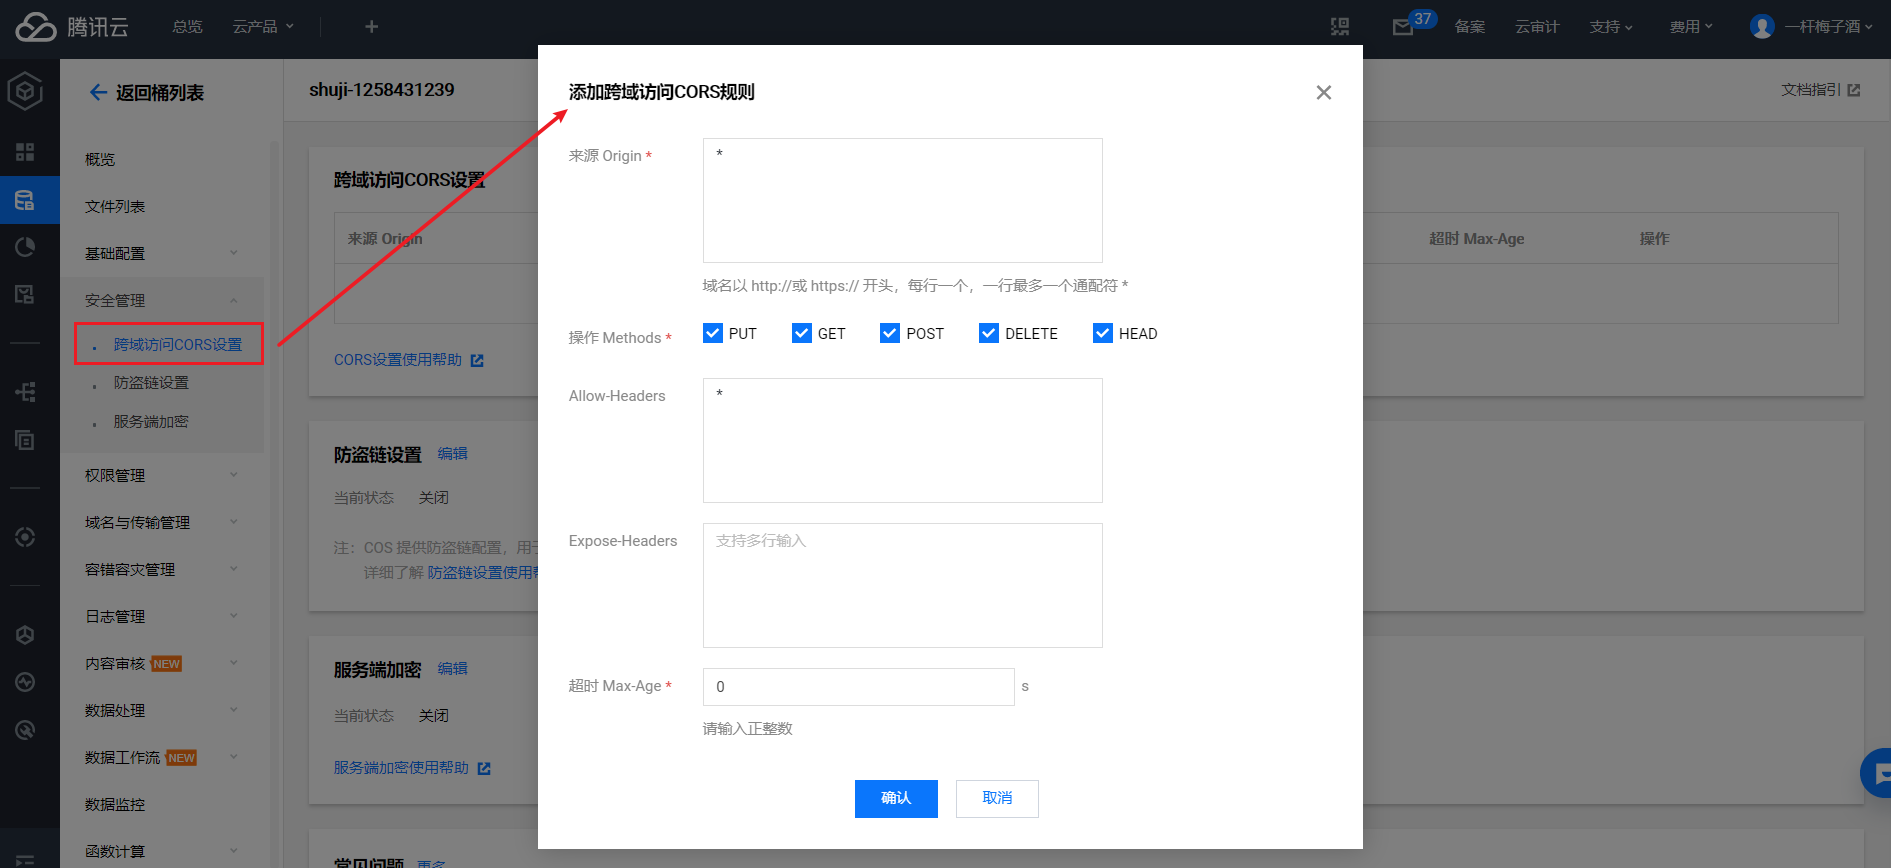 腾讯云
总览
云产品
37
备案
云审计
支持
费用
一杆梅子酒
返回桶列表
shuji-1258431239
文档指引
概览
文件列表
基础配置
安全管理
跨域访问CORS设置
防盗链设置
服务端加密
权限管理
域名与传输管理
容错容灾管理
日志管理
内容审核 NEW
数据处理
数据工作流 NEW
数据监控
函数计算
跨域访问CORS设置
来源 Origin
超时 Max-Age
操作
CORS设置使用帮助
防盗链设置 编辑
当前状态 关闭
注：COS 提供防盗链配置，用于
详细了解 防盗链设置使用帮
服务端加密 编辑
当前状态 关闭
服务端加密使用帮助
常见问题 更多
添加跨域访问CORS规则
来源 Origin *
*
域名以 http://或 https:// 开头，每行一个，一行最多一个通配符 *
操作 Methods *
PUT GET POST DELETE HEAD
Allow-Headers
*
Expose-Headers
支持多行输入
超时 Max-Age *
0 s
请输入正整数
确认 取消